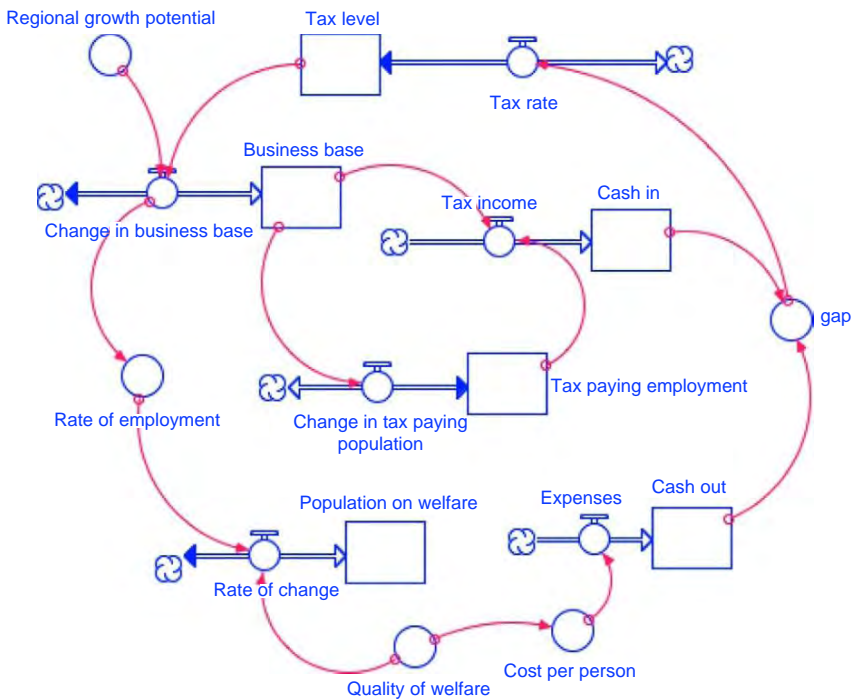 Regional growth potential
Tax level
Tax rate
Business base
Tax income
Cash in
Change in business base
gap
Rate of employment
Tax paying employment
Change in tax paying
population
Population on welfare
Expenses
Cash out
Rate of change
Cost per person
Quality of welfare